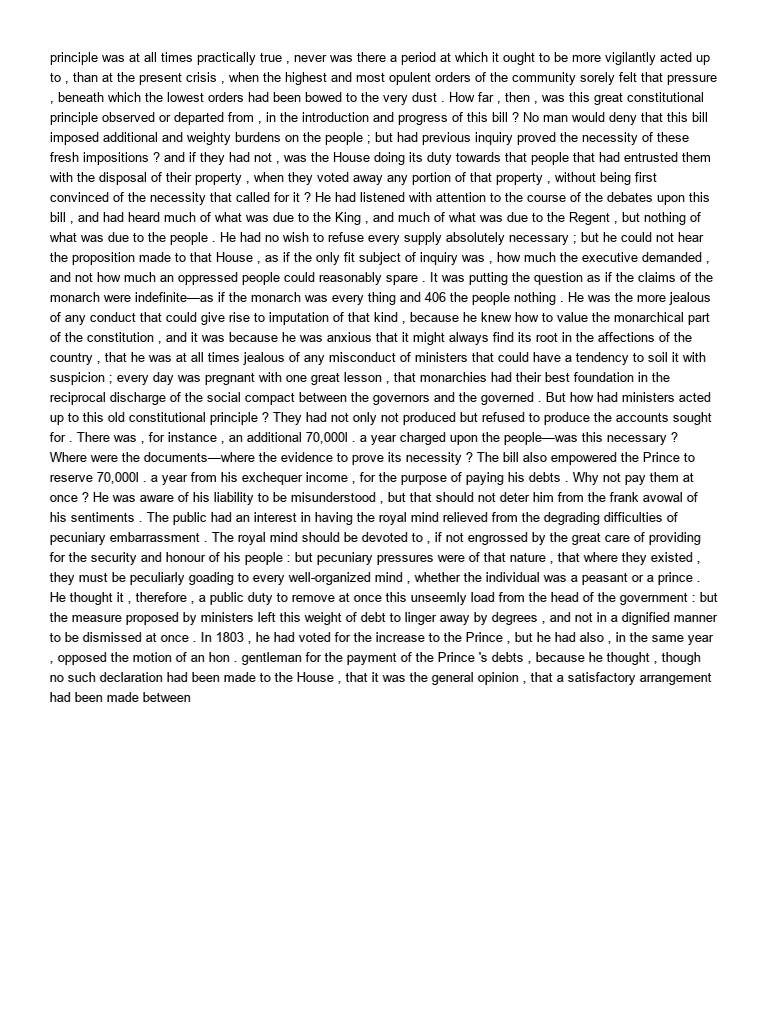 principle was at all times practically true , never was there a period at which it ought to be more vigilantly acted up
to , than at the present crisis , when the highest and most opulent orders of the community sorely felt that pressure
, beneath which the lowest orders had been bowed to the very dust . How far , then , was this great constitutional
principle observed or departed from , in the introduction and progress of this bill ? No man would deny that this bill
imposed additional and weighty burdens on the people ; but had previous inquiry proved the necessity of these
fresh impositions ? and if they had not , was the House doing its duty towards that people that had entrusted them
with the disposal of their property , when they voted away any portion of that property , without being first
convinced of the necessity that called for it ? He had listened with attention to the course of the debates upon this
bill , and had heard much of what was due to the King , and much of what was due to the Regent , but nothing of
what was due to the people . He had no wish to refuse every supply absolutely necessary ; but he could not hear
the proposition made to that House , as if the only fit subject of inquiry was , how much the executive demanded ,
and not how much an oppressed people could reasonably spare . It was putting the question as if the claims of the
monarch were indefinite—as if the monarch was every thing and 406 the people nothing . He was the more jealous
of any conduct that could give rise to imputation of that kind , because he knew how to value the monarchical part
of the constitution , and it was because he was anxious that it might always find its root in the affections of the
country , that he was at all times jealous of any misconduct of ministers that could have a tendency to soil it with
suspicion ; every day was pregnant with one great lesson , that monarchies had their best foundation in the
reciprocal discharge of the social compact between the governors and the governed . But how had ministers acted
up to this old constitutional principle ? They had not only not produced but refused to produce the accounts sought
for . There was , for instance , an additional 70,000l . a year charged upon the people—was this necessary ?
Where were the documents—where the evidence to prove its necessity ? The bill also empowered the Prince to
reserve 70,000l . a year from his exchequer income , for the purpose of paying his debts . Why not pay them at
once ? He was aware of his liability to be misunderstood , but that should not deter him from the frank avowal of
his sentiments . The public had an interest in having the royal mind relieved from the degrading difficulties of
pecuniary embarrassment . The royal mind should be devoted to , if not engrossed by the great care of providing
for the security and honour of his people : but pecuniary pressures were of that nature , that where they existed ,
they must be peculiarly goading to every well-organized mind , whether the individual was a peasant or a prince .
He thought it , therefore , a public duty to remove at once this unseemly load from the head of the government : but
the measure proposed by ministers left this weight of debt to linger away by degrees , and not in a dignified manner
to be dismissed at once . In 1803 , he had voted for the increase to the Prince , but he had also , in the same year
, opposed the motion of an hon . gentleman for the payment of the Prince 's debts , because he thought , though
no such declaration had been made to the House , that it was the general opinion , that a satisfactory arrangement
had been made between